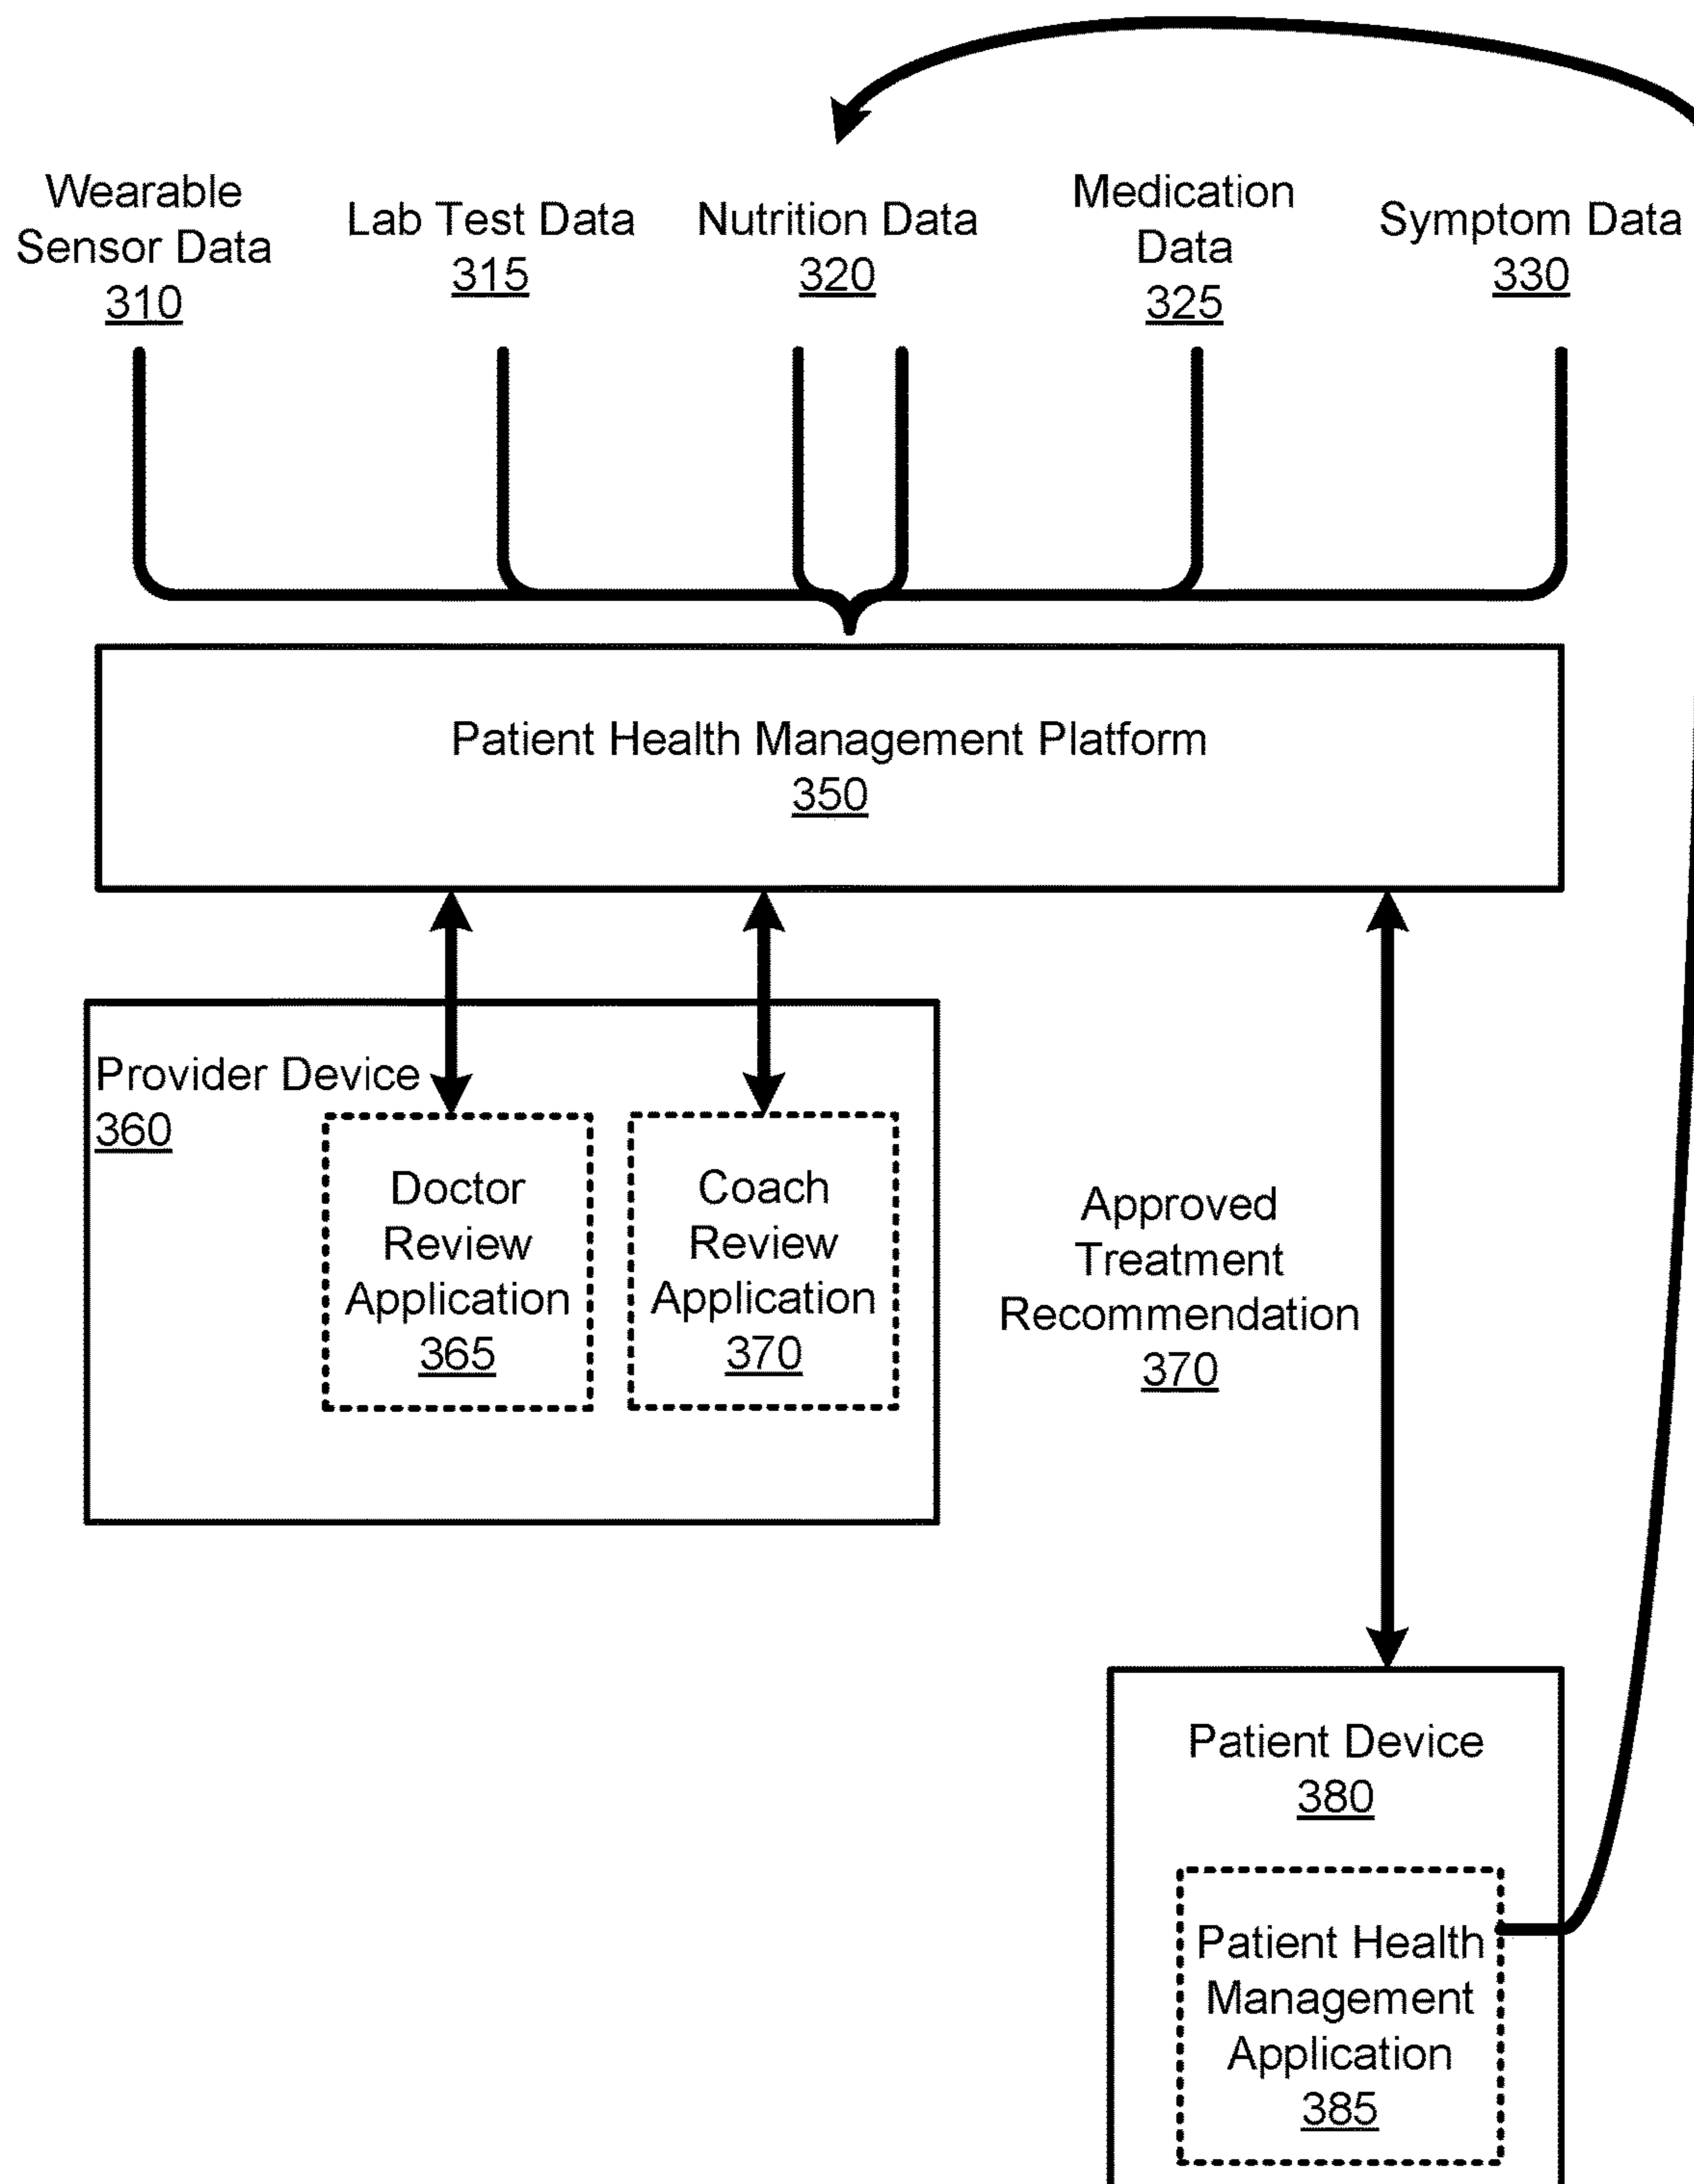 Wearable
Sensor Data
310
Lab Test Data
315
Nutrition Data
320
Medication
Data
325
Symptom Data
330
Patient Health Management Platform
350
Provider Device
360
Doctor
Review
Application
365
Coach
Review
Application
370
Approved
Treatment
Recommendation
370
Patient Device
380
Patient Health
Management
Application
385